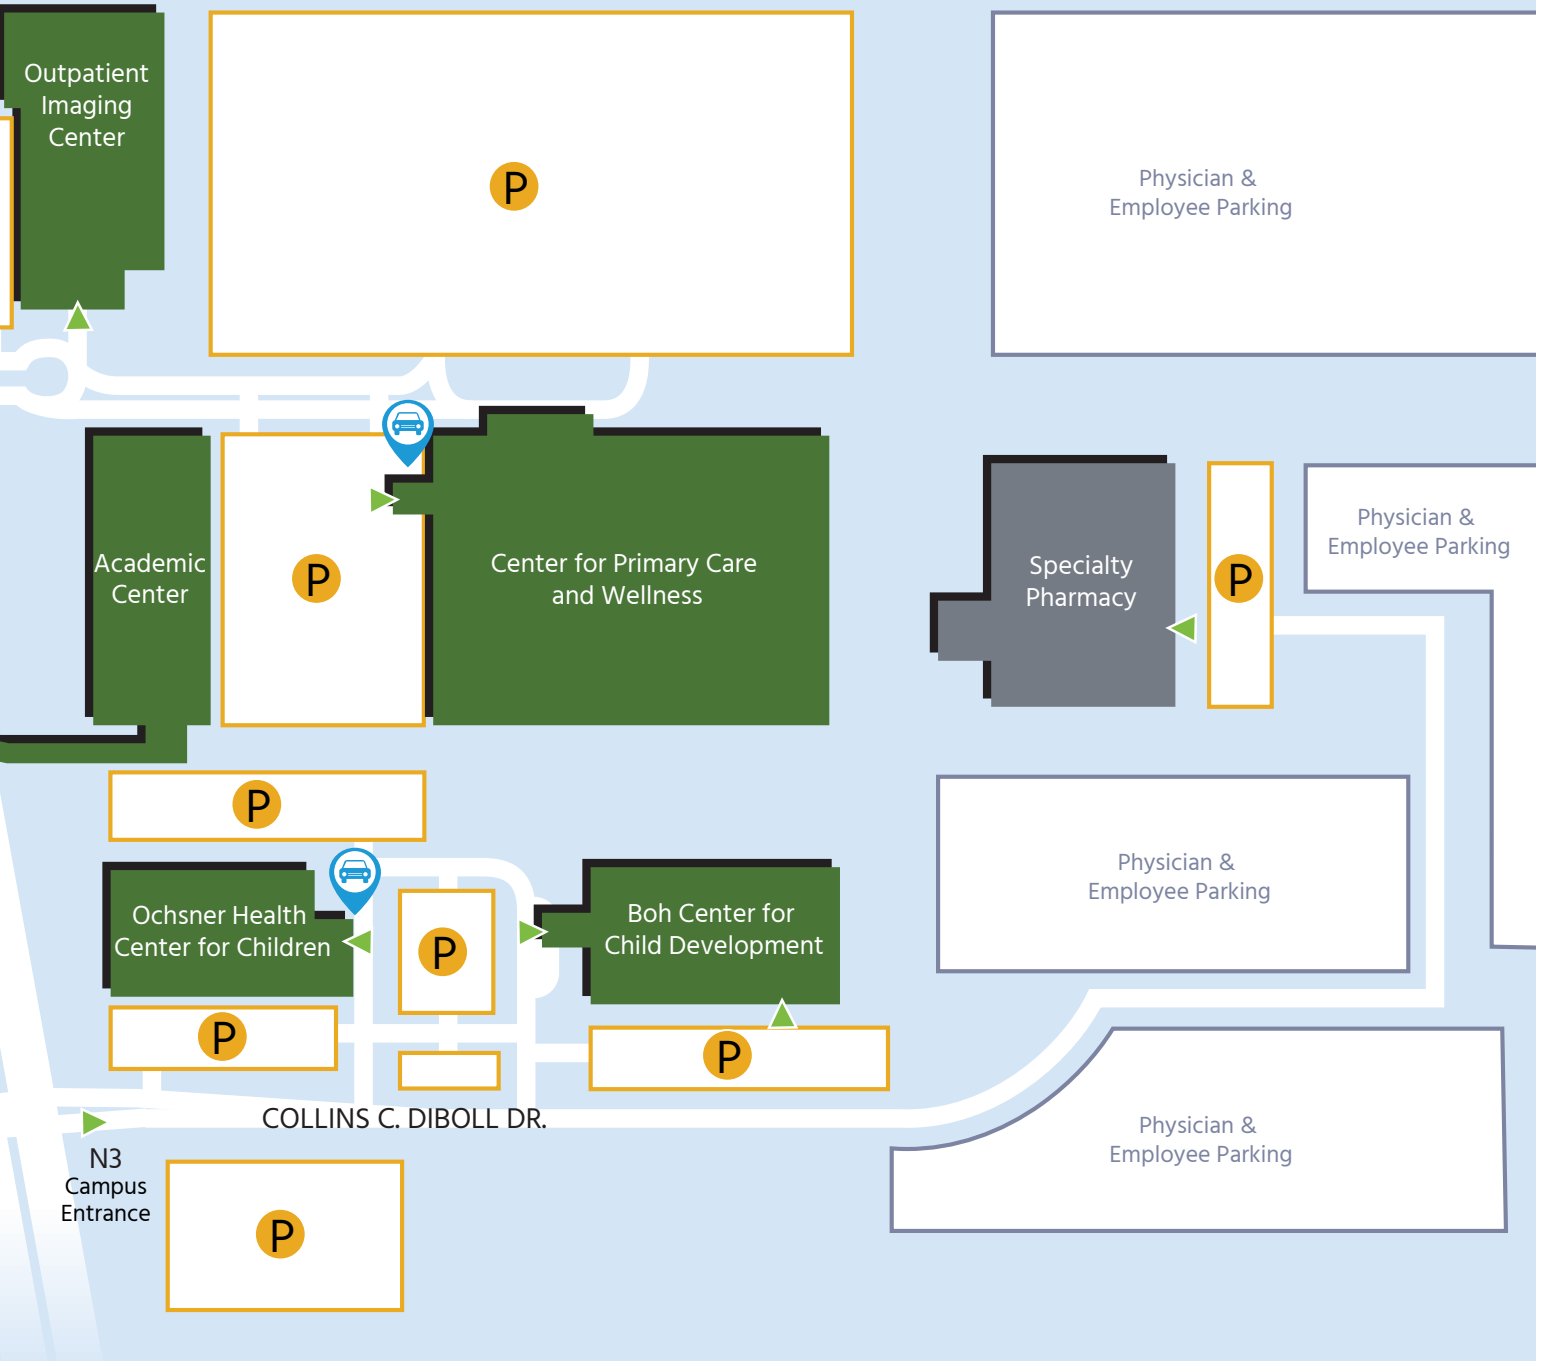 Outpatient
Imaging
Center
P
Physician &
Employee Parking
Academic
Center
P
Center for Primary Care
and Wellness
Specialty
Pharmacy
P
Physician &
Employee Parking
P
Ochsner Health
Center for Children
P
Boh Center for
Child Development
Physician &
Employee Parking
P
P
COLLINS C. DIBOLL DR.
N3
Campus
Entrance
P
Physician &
Employee Parking